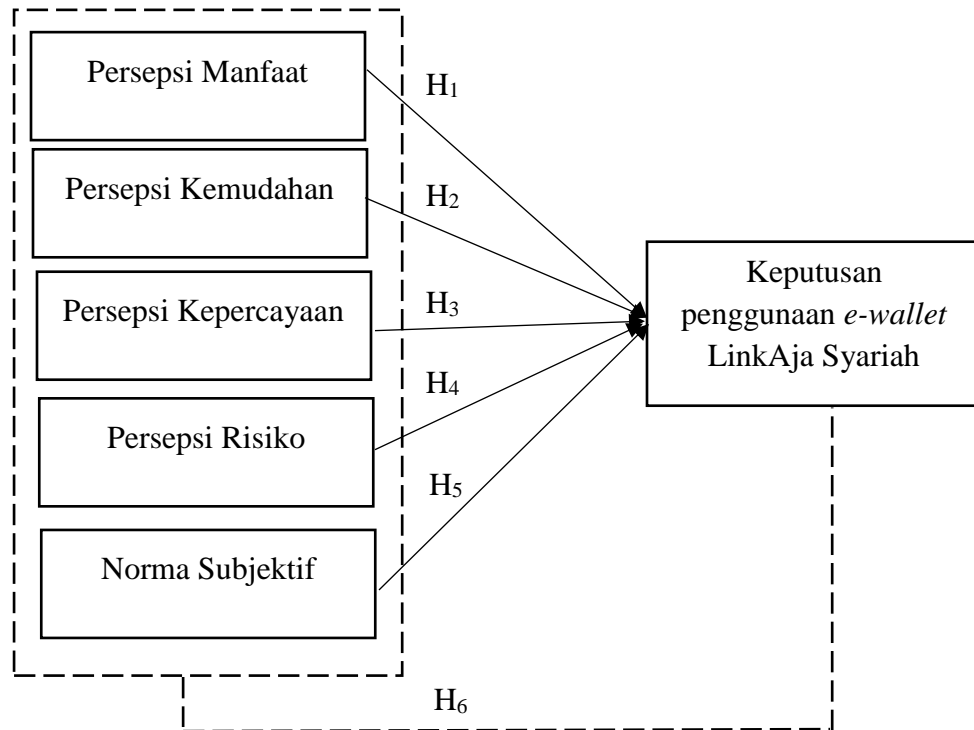 Persepsi Manfaat
H1
Persepsi Kemudahan
H2
Persepsi Kepercayaan
H3
Persepsi Risiko
H4
Norma Subjektif
H5
Keputusan
penggunaan e-wallet
LinkAja Syariah
H6